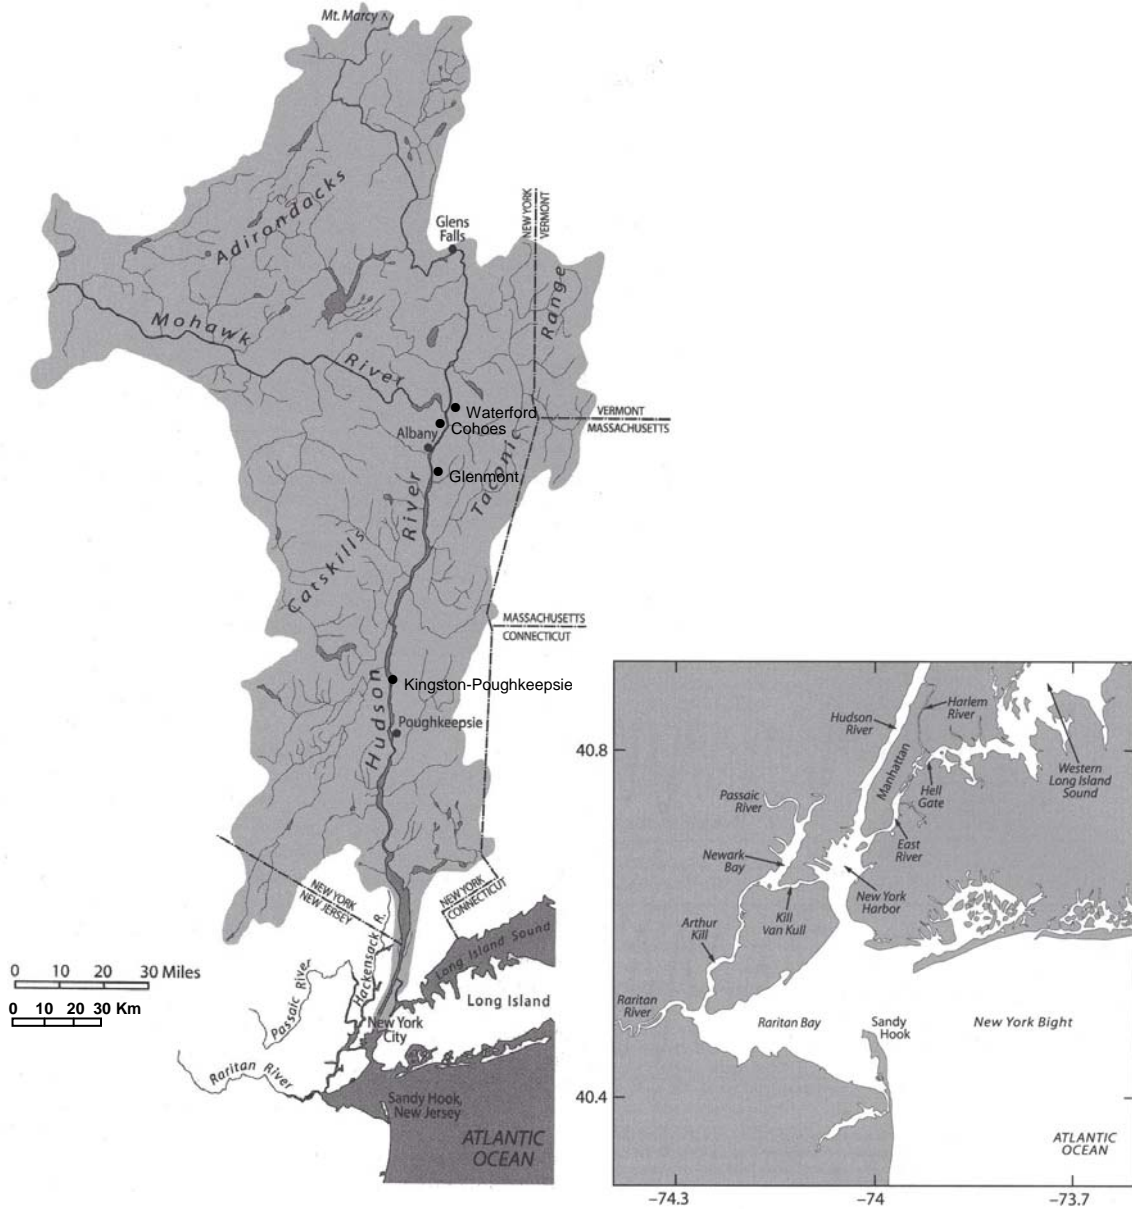 Mt. Marcy
Adirondacks
Glens
Falls
NEW YORK
VERMONT
Range
Mohawk
River
Waterford
Cohoes
Albany
VERMONT
MASSACHUSETTS
Glenmont
Taconic
River
Catskills
MASSACHUSETTS
CONNECTICUT
Kingston-Poughkeepsie
Hudson
Poughkeepsie
NEW YORK
NEW JERSEY
NEW YORK
CONNECTICUT
Hackensack R.
Long Island Sound
0 10 20 30 Miles
0 10 20 30 Km
Passaic River
Long Island
New York
City
Raritan River
Sandy Hook,
New Jersey
ATLANTIC
OCEAN
Hudson
River
Harlem
River
40.8
Manhattan
Western
Long Island
Sound
Passaic
River
Hell
Gate
East
River
Newark
Bay
New York
Harbor
Kill
van Kull
Arthur
Kill
Raritan
River
Raritan Bay
Sandy
Hook
New York Bight
40.4
ATLANTIC
OCEAN
−74.3
−74
−73.7